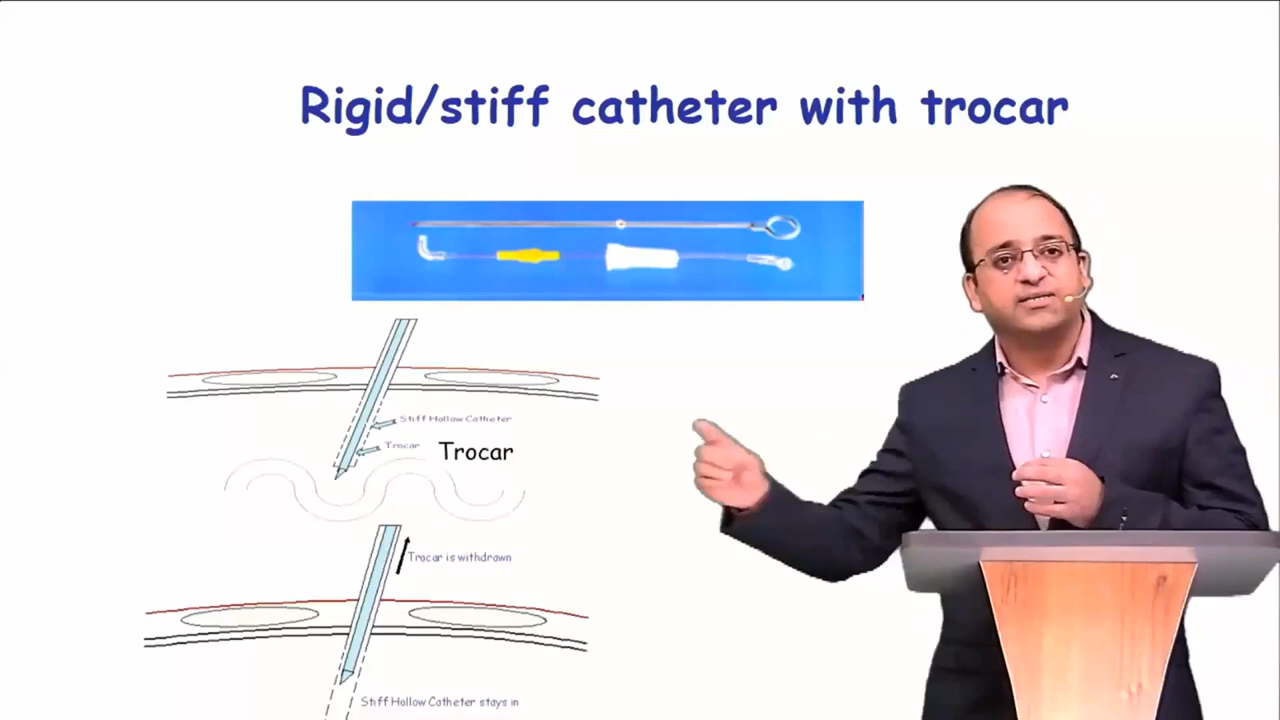 Rigid/stiff catheter with trocar
Stiff Hollow Catheter
Trocar
Trocar
Trocar is withdrawn
Stiff Hollow Catheter stays in